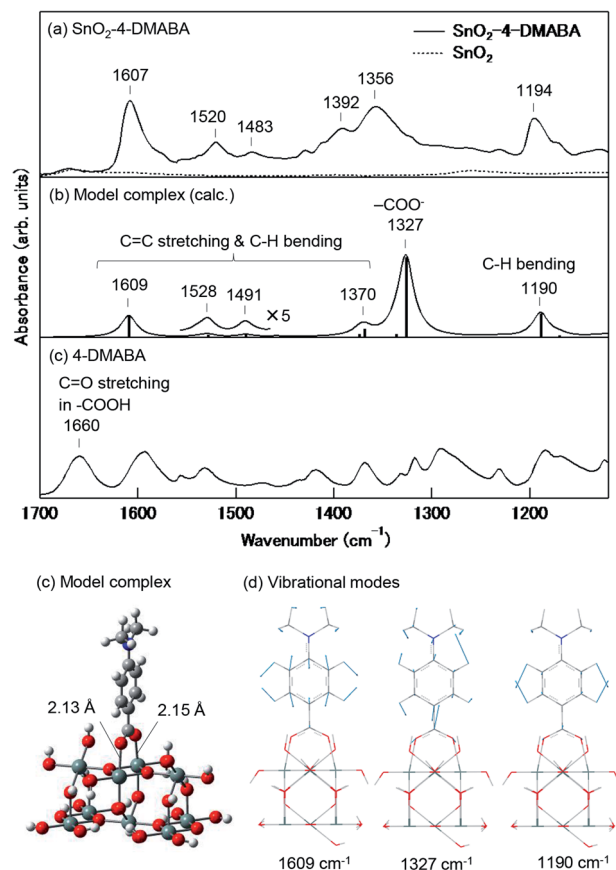 (a) SnO2-4-DMABA
SnO2-4-DMABA
SnO2
1607
1520
1483
1392
1356
1194
(b) Model complex (calc.)
–COO-
1327
C=C stretching & C-H bending
C-H bending
1609
1528
1491
×5
1370
1190
(c) 4-DMABA
C=O stretching
in -COOH
1660
Absorbance (arb. units)
1700 1600 1500 1400 1300 1200
Wavenumber (cm-1)
(c) Model complex
(d) Vibrational modes
N
N
N
2.13 Å
2.15 Å
1609 cm-1
1327 cm-1
1190 cm-1